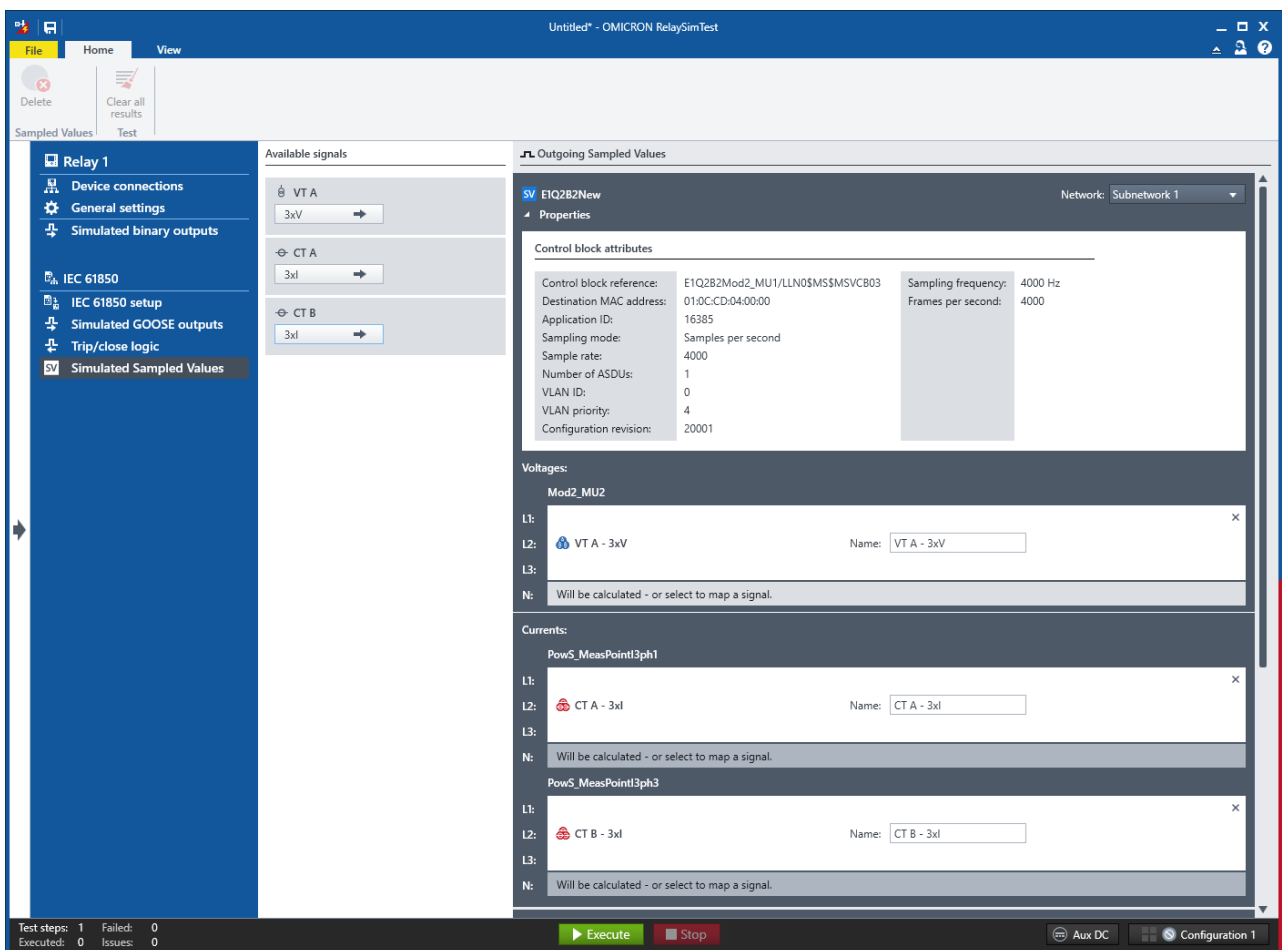 Untitled* - OMICRON RelaySimTest
File Home View
Delete
Clear all
results
Sampled Values Test
Relay 1
Device connections
General settings
Simulated binary outputs
IEC 61850
IEC 61850 setup
Simulated GOOSE outputs
Trip/close logic
SV Simulated Sampled Values
Available signals
VT A
3xV
CT A
3xI
CT B
3xI
Outgoing Sampled Values
SV E1Q2B2New Network: Subnetwork 1
Properties
Control block attributes
Control block reference: E1Q2B2Mod2_MU1/LLN0$MS$MSVCB03 Sampling frequency: 4000 Hz
Destination MAC address: 01:0C:CD:04:00:00 Frames per second: 4000
Application ID: 16385
Sampling mode: Samples per second
Sample rate: 4000
Number of ASDUs: 1
VLAN ID: 0
VLAN priority: 4
Configuration revision: 20001
Voltages:
Mod2_MU2
L1:
L2: VT A - 3xV Name: VT A - 3xV
L3:
N: Will be calculated - or select to map a signal.
Currents:
PowS_MeasPointI3ph1
L1:
L2: CT A - 3xI Name: CT A - 3xI
L3:
N: Will be calculated - or select to map a signal.
PowS_MeasPointI3ph3
L1:
L2: CT B - 3xI Name: CT B - 3xI
L3:
N: Will be calculated - or select to map a signal.
Test steps: 1 Failed: 0
Executed: 0 Issues: 0
Execute Stop Aux DC Configuration 1